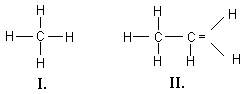 H
H H
H C H H C C =
H H H H
I. II.